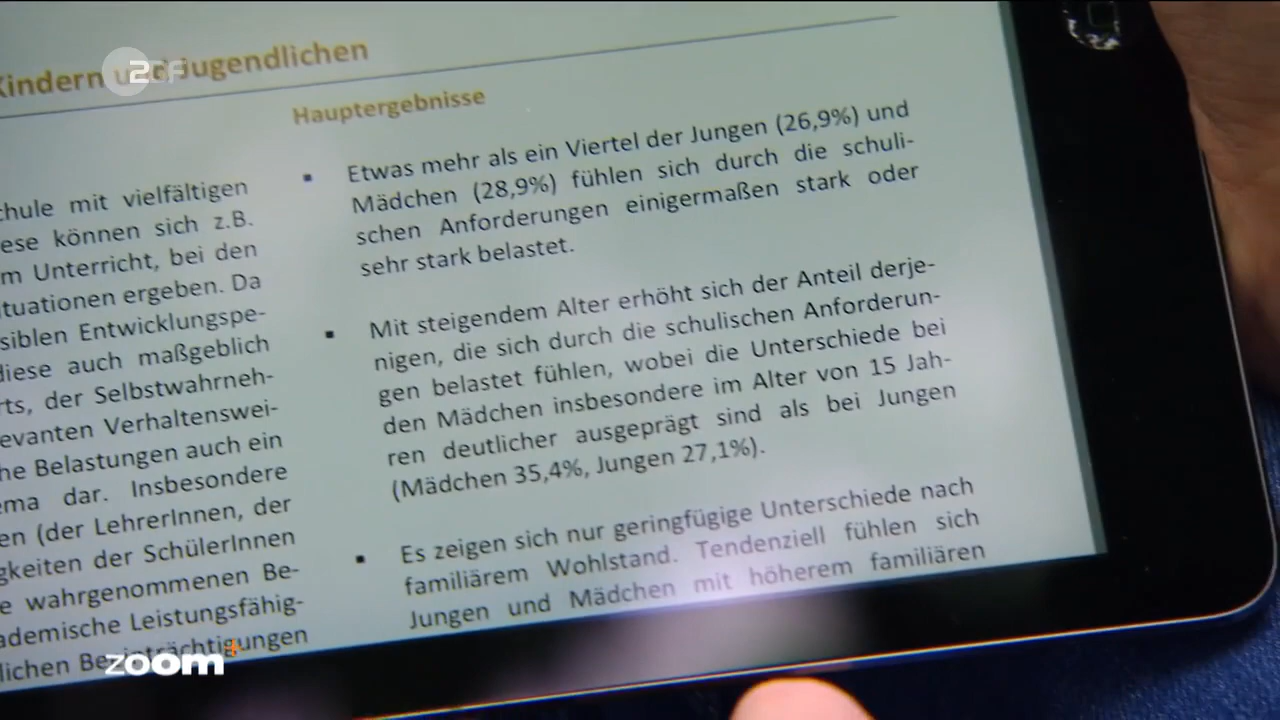 Kindern und Jugendlichen
ZDF
chule mit vielfältigen
ese können sich z.B.
m Unterricht, bei den
tuationen ergeben. Da
siblen Entwicklungspe-
diese auch maßgeblich
rts, der Selbstwahrneh-
evanten Verhaltenswei-
he Belastungen auch ein
ema dar. Insbesondere
en (der LehrerInnen, der
gkeiten der SchülerInnen
e wahrgenommenen Be-
ademische Leistungsfähig-
lichen Beeinträchtigungen
Hauptergebnisse
▪ Etwas mehr als ein Viertel der Jungen (26,9%) und
Mädchen (28,9%) fühlen sich durch die schuli-
schen Anforderungen einigermaßen stark oder
sehr stark belastet.
▪ Mit steigendem Alter erhöht sich der Anteil derje-
nigen, die sich durch die schulischen Anforderun-
gen belastet fühlen, wobei die Unterschiede bei
den Mädchen insbesondere im Alter von 15 Jah-
ren deutlicher ausgeprägt sind als bei Jungen
(Mädchen 35,4%, Jungen 27,1%).
▪ Es zeigen sich nur geringfügige Unterschiede nach
familiärem Wohlstand. Tendenziell fühlen sich
Jungen und Mädchen mit höherem familiären
zoom+